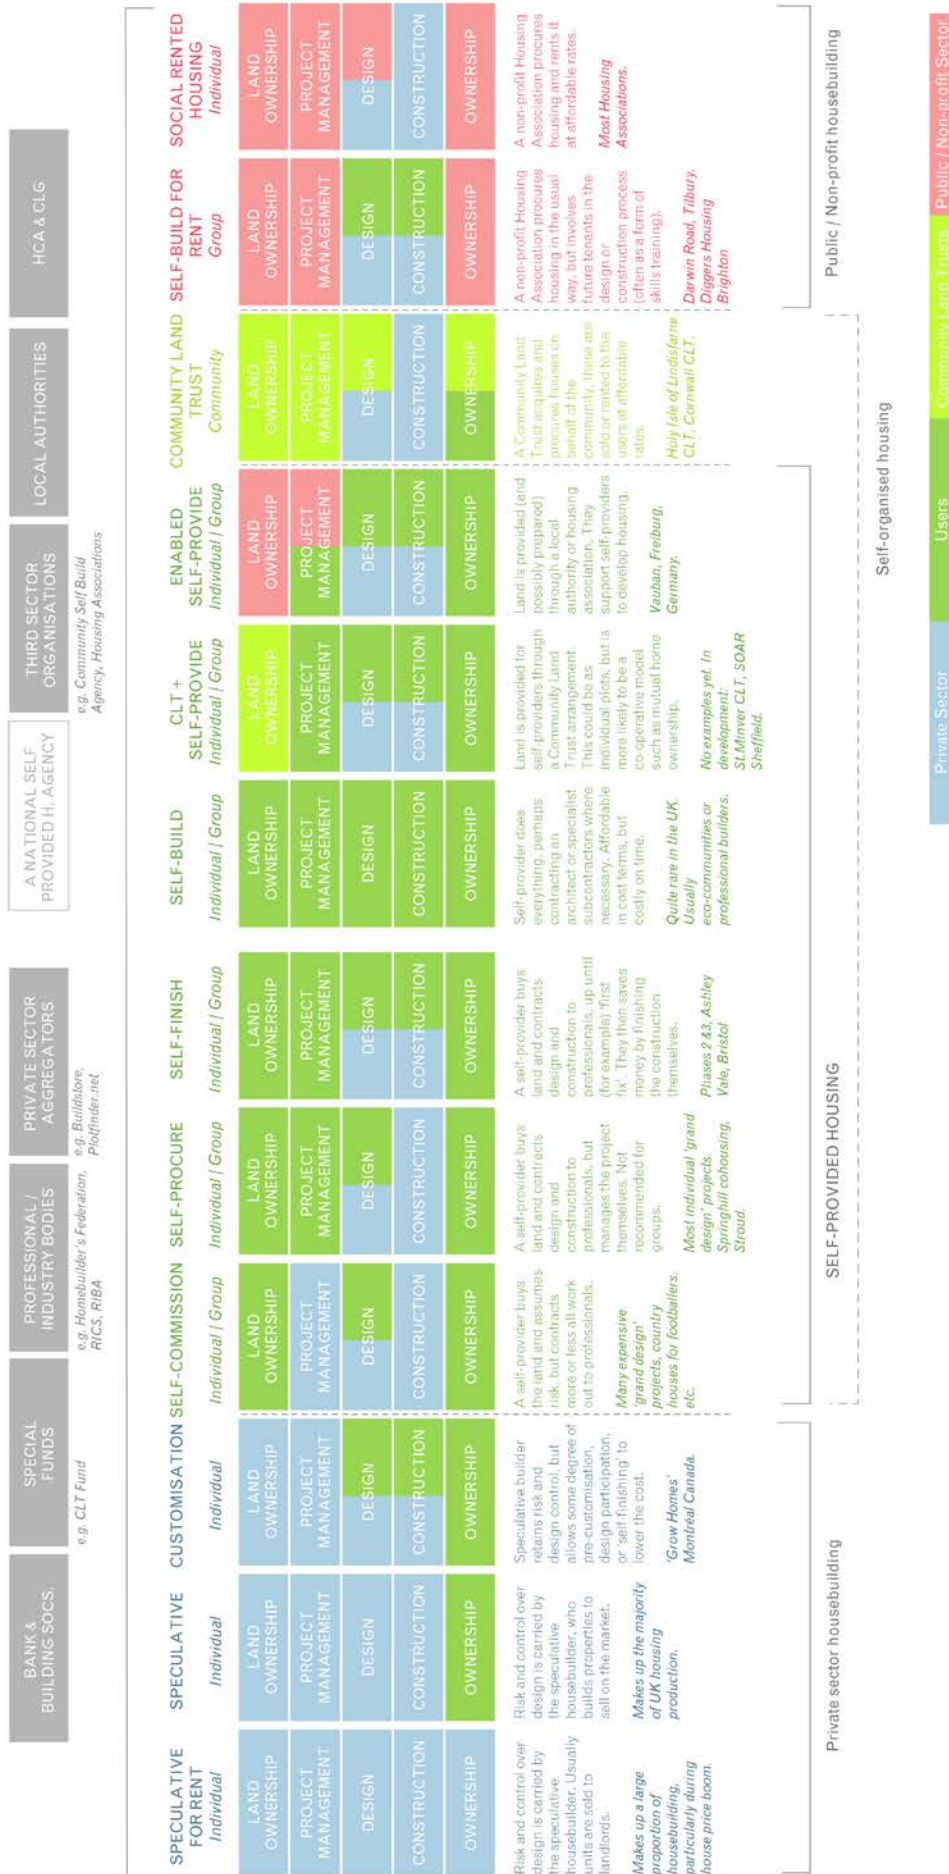 BANK &
BUILDING SOCS.
SPECIAL
FUNDS
e.g. CLT Fund
PROFESSIONAL /
INDUSTRY BODIES
e.g. Homebuilder's Federation,
RICS, RIBA
PRIVATE SECTOR
AGGREGATORS
e.g. Buildstore,
Plotfinder.net
A NATIONAL SELF
PROVIDED H. AGENCY
THIRD SECTOR
ORGANISATIONS
e.g. Community Self Build
Agency, Housing Associations
LOCAL AUTHORITIES
HCA & CLG
SPECULATIVE
FOR RENT
Individual
LAND
OWNERSHIP
PROJECT
MANAGEMENT
DESIGN
CONSTRUCTION
OWNERSHIP
Risk and control over
design is carried by
the speculative
housebuilder. Usually
units are sold to
landlords.
Makes up a large
proportion of
housebuilding,
particularly during
house price boom.
SPECULATIVE
Individual
LAND
OWNERSHIP
PROJECT
MANAGEMENT
DESIGN
CONSTRUCTION
OWNERSHIP
Risk and control over
design is carried by
the speculative
housebuilder, who
builds properties to
sell on the market.
Makes up the majority
of UK housing
production.
CUSTOMISATION
Individual
LAND
OWNERSHIP
PROJECT
MANAGEMENT
DESIGN
CONSTRUCTION
OWNERSHIP
Speculative builder
retains risk and
design control, but
allows some degree of
pre-customisation,
design participation,
or 'self-finishing' to
lower the cost.
'Grow Homes'
Montréal Canada.
SELF-COMMISSION
Individual | Group
LAND
OWNERSHIP
PROJECT
MANAGEMENT
DESIGN
CONSTRUCTION
OWNERSHIP
A self-provider buys
the land and assumes
risk, but contracts
more or less all work
out to professionals.
Many expensive
'grand design'
projects, country
houses for footballers.
etc.
SELF-PROCURE
Individual | Group
LAND
OWNERSHIP
PROJECT
MANAGEMENT
DESIGN
CONSTRUCTION
OWNERSHIP
A self-provider buys
land and contracts
design and
construction to
professionals, but
manages the project
themselves. Not
recommended for
groups.
Most individual 'grand
design' projects.
Springhill cohousing,
Stroud.
SELF-FINISH
Individual | Group
LAND
OWNERSHIP
PROJECT
MANAGEMENT
DESIGN
CONSTRUCTION
OWNERSHIP
A self-provider buys
land and contracts
design and
construction to
professionals, up until
(for example) 'first
fix'. They then saves
money by finishing
the construction
themselves.
Phases 2 &3, Ashley
Vale, Bristol
SELF-BUILD
Individual | Group
LAND
OWNERSHIP
PROJECT
MANAGEMENT
DESIGN
CONSTRUCTION
OWNERSHIP
Self-provider does
everything, perhaps
contracting an
architect or specialist
subcontractors where
necessary. Affordable
in cost terms, but
costly on time.
Quite rare in the UK.
Usually
eco-communities or
professional builders.
CLT +
SELF-PROVIDE
Individual | Group
LAND
OWNERSHIP
PROJECT
MANAGEMENT
DESIGN
CONSTRUCTION
OWNERSHIP
Land is provided for
self-providers through
a Community Land
Trust arrangement.
This could be as
individual plots, but is
more likely to be a
co-operative model
such as mutual home
ownership.
No examples yet. In
development:
St.Minver CLT, SOAR
Sheffield.
ENABLED
SELF-PROVIDE
Individual | Group
LAND
OWNERSHIP
PROJECT
MANAGEMENT
DESIGN
CONSTRUCTION
OWNERSHIP
Land is provided (and
possibly prepared)
through a local
authority or housing
association. They
support self-providers
to develop housing.
Vauban, Freiburg,
Germany.
COMMUNITY LAND
TRUST
Community
LAND
OWNERSHIP
PROJECT
MANAGEMENT
DESIGN
CONSTRUCTION
OWNERSHIP
A Community Land
Trust acquires and
procures houses on
behalf of the
community, these are
sold or rented to the
users at affordable
rates.
Holy Isle of Lindisfarne
CLT, Cornwall CLT.
SELF-BUILD FOR
RENT
Group
LAND
OWNERSHIP
PROJECT
MANAGEMENT
DESIGN
CONSTRUCTION
OWNERSHIP
A non-profit Housing
Association procures
housing in the usual
way, but involves
future tenants in the
design or
construction process
(often as a form of
skills training).
Darwin Road, Tilbury.
Diggers Housing
Brighton
SOCIAL RENTED
HOUSING
Individual
LAND
OWNERSHIP
PROJECT
MANAGEMENT
DESIGN
CONSTRUCTION
OWNERSHIP
A non-profit Housing
Association procures
housing and rents it
at affordable rates.
Most Housing
Associations.
Private sector housebuilding
SELF-PROVIDED HOUSING
Self-organised housing
Public / Non-profit housebuilding
Private Sector
Users
Community Land Trusts
Public / Non-profit Sector